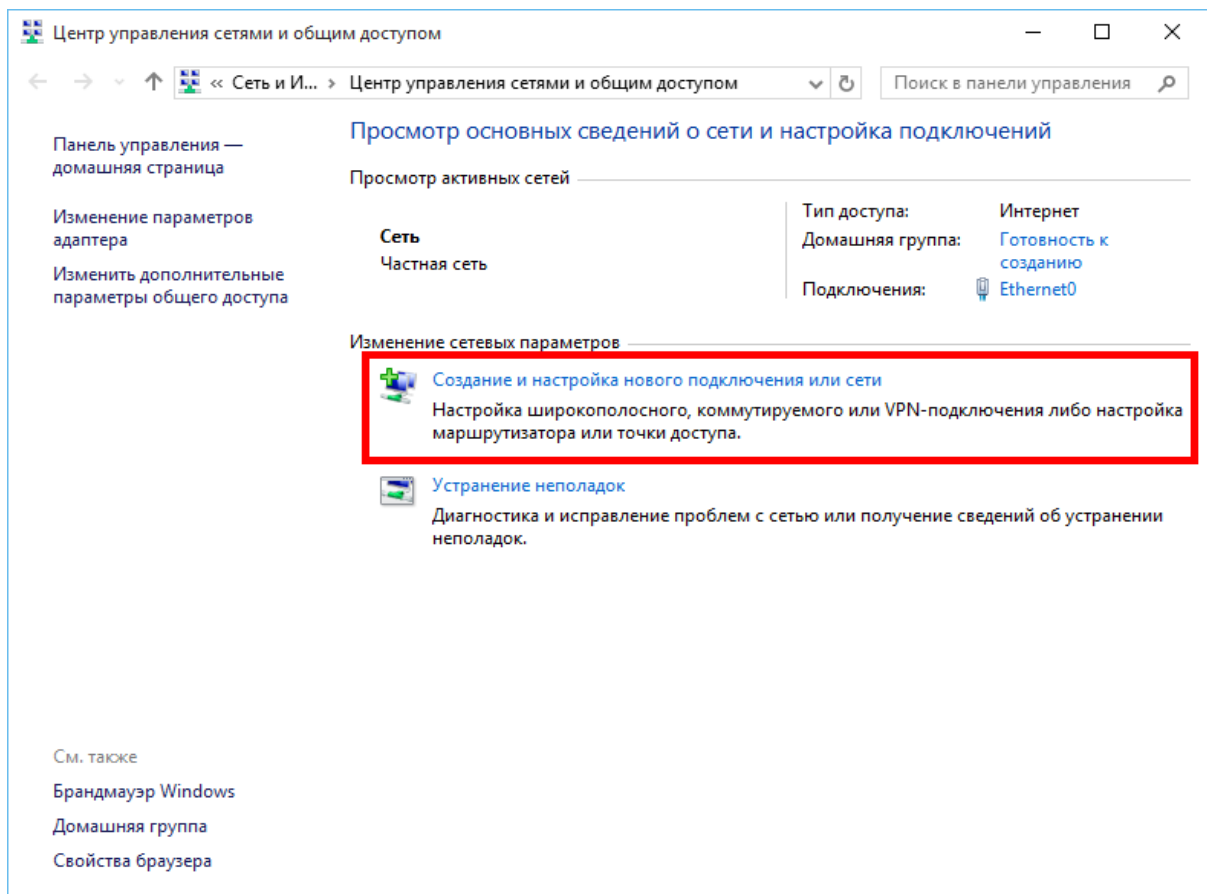 Центр управления сетями и общим доступом
« Сеть и И... › Центр управления сетями и общим доступом
Поиск в панели управления
Панель управления —
домашняя страница
Изменение параметров
адаптера
Изменить дополнительные
параметры общего доступа
Просмотр основных сведений о сети и настройка подключений
Просмотр активных сетей
Сеть
Частная сеть
Тип доступа: Интернет
Домашняя группа: Готовность к
созданию
Подключения: Ethernet0
Изменение сетевых параметров
Создание и настройка нового подключения или сети
Настройка широкополосного, коммутируемого или VPN-подключения либо настройка
маршрутизатора или точки доступа.
Устранение неполадок
Диагностика и исправление проблем с сетью или получение сведений об устранении
неполадок.
См. также
Брандмауэр Windows
Домашняя группа
Свойства браузера